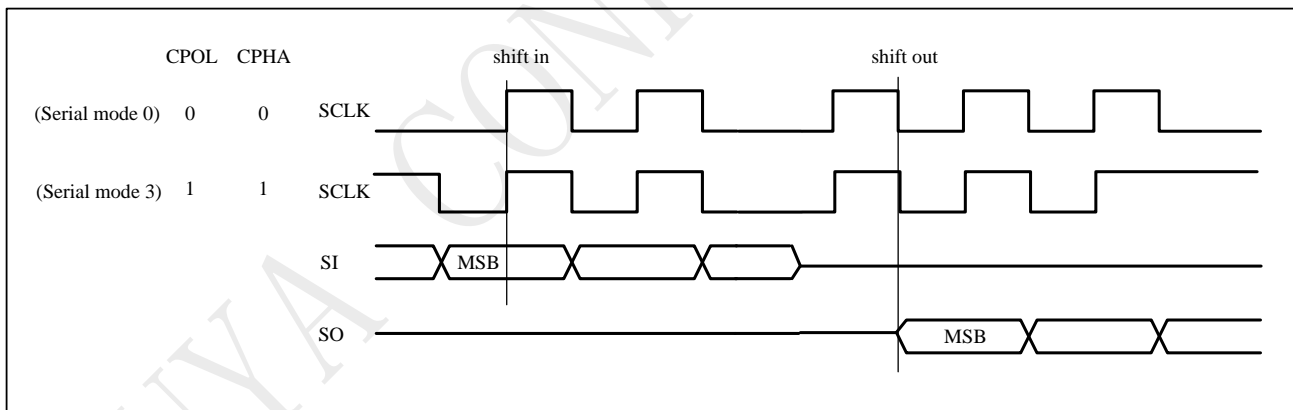 CPOL CPHA shift in shift out
(Serial mode 0) 0 0 SCLK
(Serial mode 3) 1 1 SCLK
SI MSB
SO MSB